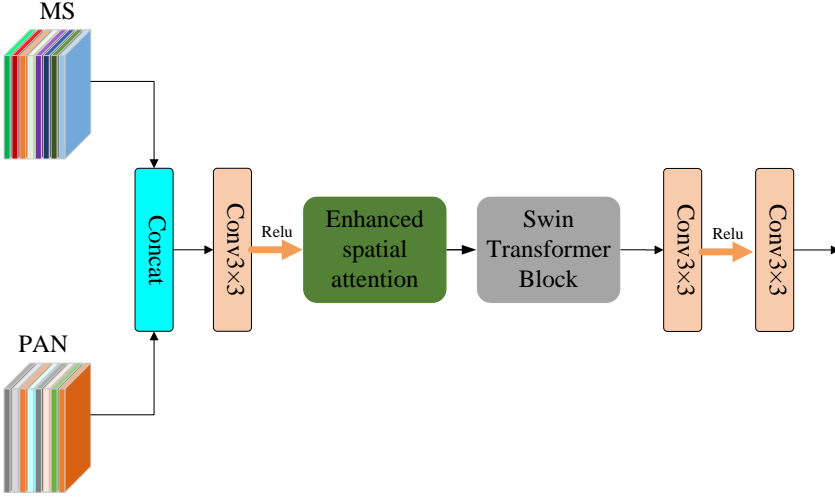 MS
Concat
Conv3×3
Relu
Enhanced
spatial
attention
Swin
Transformer
Block
Conv3×3
Relu
Conv3×3
PAN